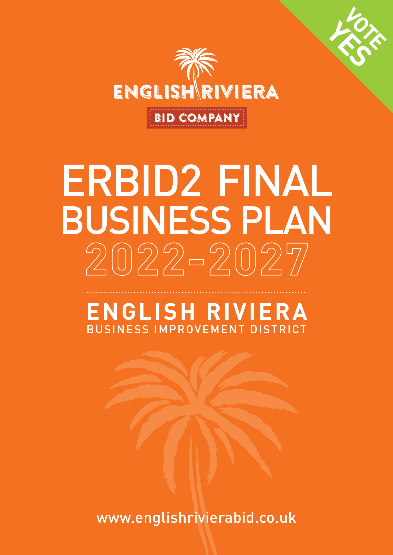 VOTE
YES
ENGLISH RIVIERA
BID COMPANY
ERBID2 FINAL
BUSINESS PLAN
2022-2027
ENGLISH RIVIERA
BUSINESS IMPROVEMENT DISTRICT
www.englishrivierabid.co.uk